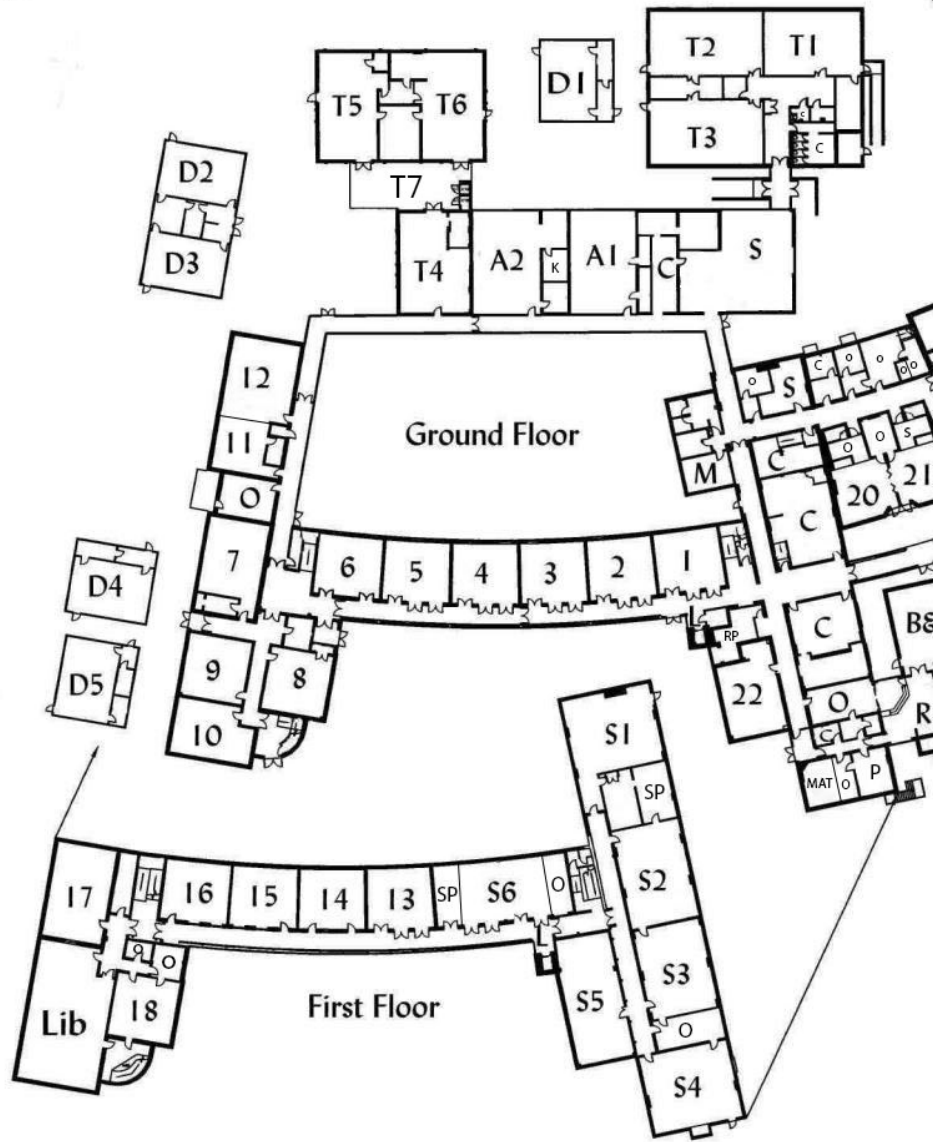 T2 T1
D1
T5 T6
T3 C
C
D2
T7
D3
T4 A2 K A1 C S
12
C O O
O S O O
Ground Floor
11 C O O S
M
O 20 21
C
7 6 5 4 3 2 1
D4
RP C B&
9 8
D5 22 O
10 S1 C R
SP MAT O P
17 16 15 14 13 SP S6 O S2
O O
Lib 18 First Floor S5 S3
O
S4